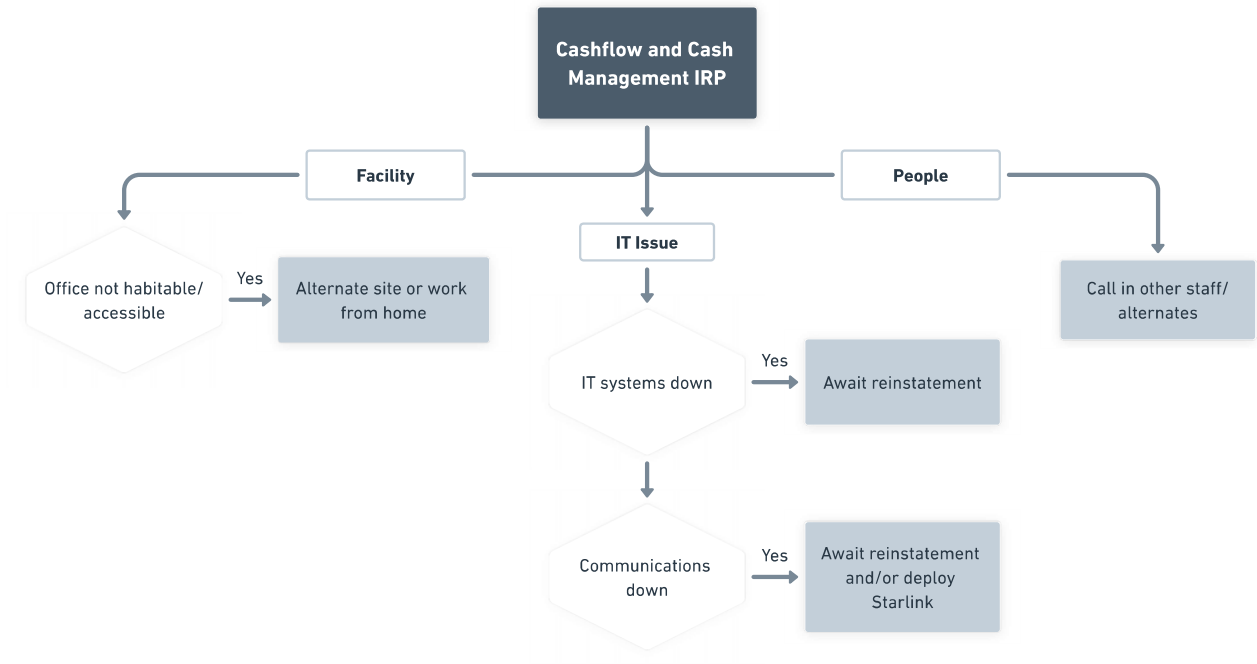 Cashflow and Cash
Management IRP
Facility
People
IT Issue
Office not habitable/
accessible
Yes
Alternate site or work
from home
Call in other staff/
alternates
IT systems down
Yes
Await reinstatement
Communications
down
Yes
Await reinstatement
and/or deploy
Starlink